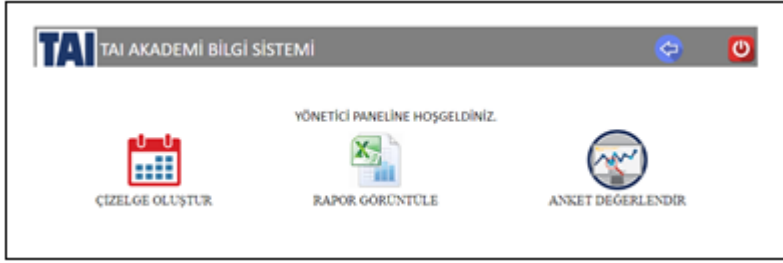 TAI TAI AKADEMİ BİLGİ SİSTEMİ
YÖNETİCİ PANELİNE HOŞGELDİNİZ.
ÇİZELGE OLUŞTUR
RAPOR GÖRÜNTÜLE
ANKET DEĞERLENDİR